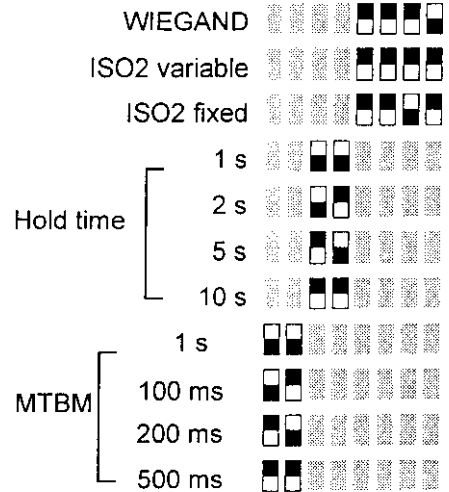 WIEGAND
ISO2 variable
ISO2 fixed
Hold time
1 s
2 s
5 s
10 s
MTBM
1 s
100 ms
200 ms
500 ms